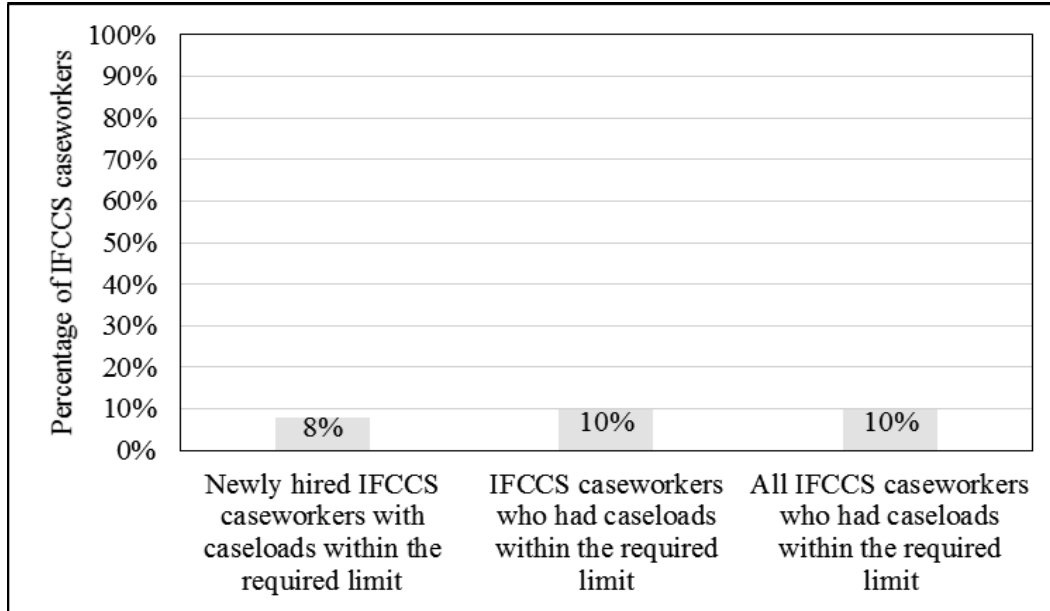 Percentage of IFCCS caseworkers
100%
90%
80%
70%
60%
50%
40%
30%
20%
10%
0%
8%
10%
10%
Newly hired IFCCS
caseworkers with
caseloads within the
required limit
IFCCS caseworkers
who had caseloads
within the required
limit
All IFCCS caseworkers
who had caseloads
within the required
limit